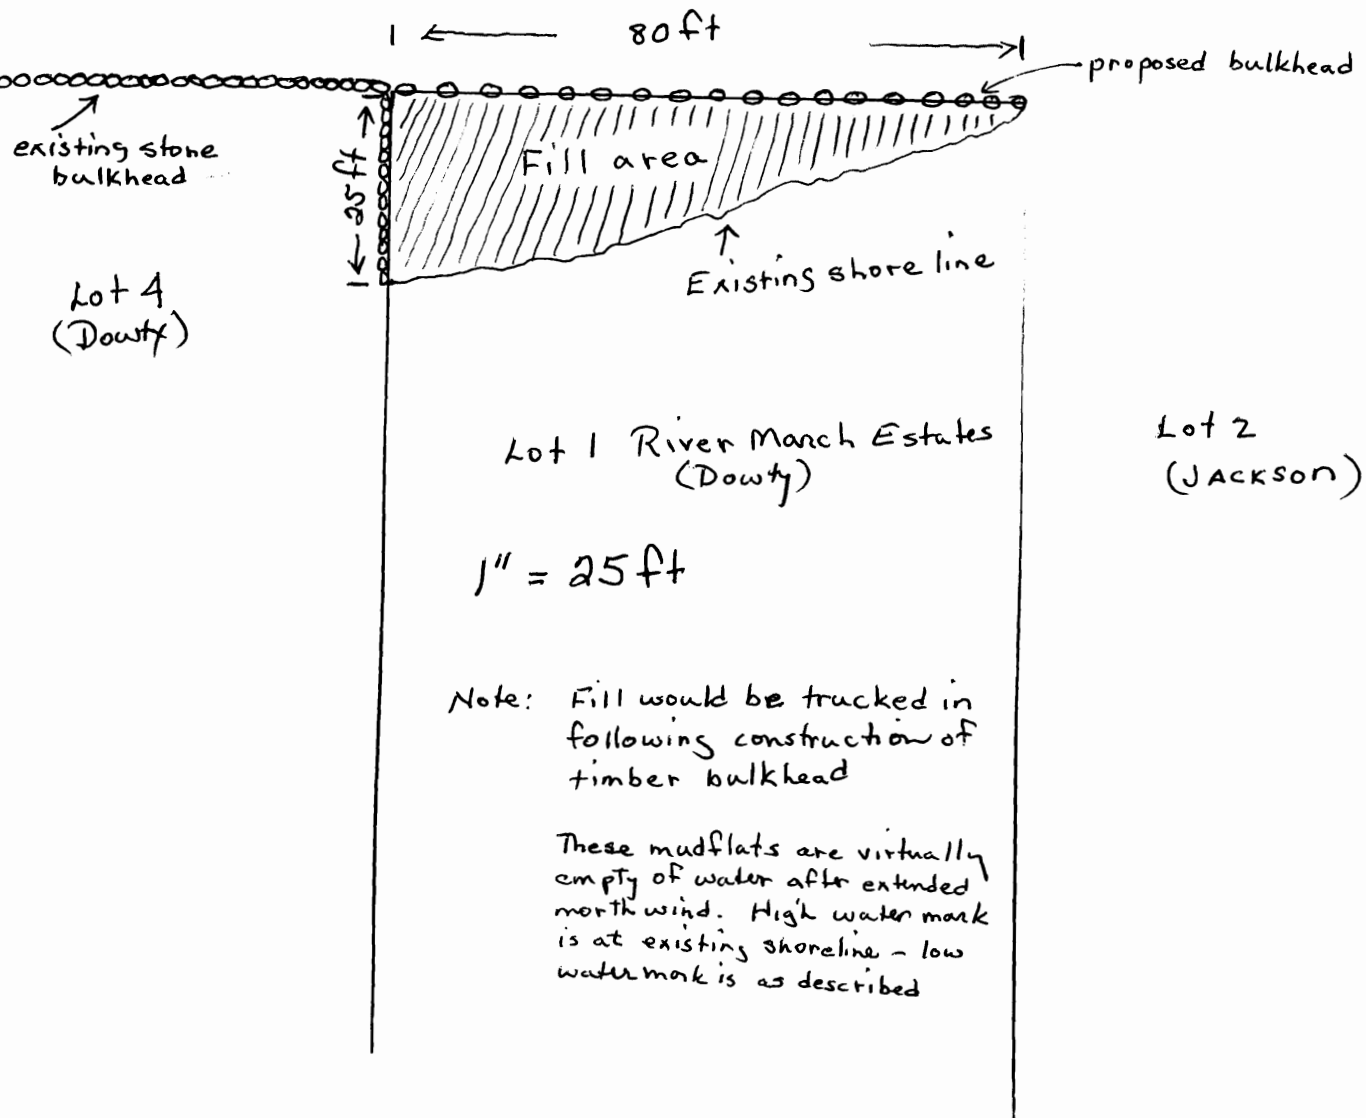 80 ft
proposed bulkhead
existing stone
bulkhead
25 ft
Fill area
Existing shore line
Lot 4
(Dowty)
Lot 1 River March Estates
(Dowty)
Lot 2
(JACKSON)
1" = 25 ft
Note: Fill would be trucked in
following construction of
timber bulkhead
These mudflats are virtually
empty of water after extended
north wind. High water mark
is at existing shoreline – low
water mark is as described